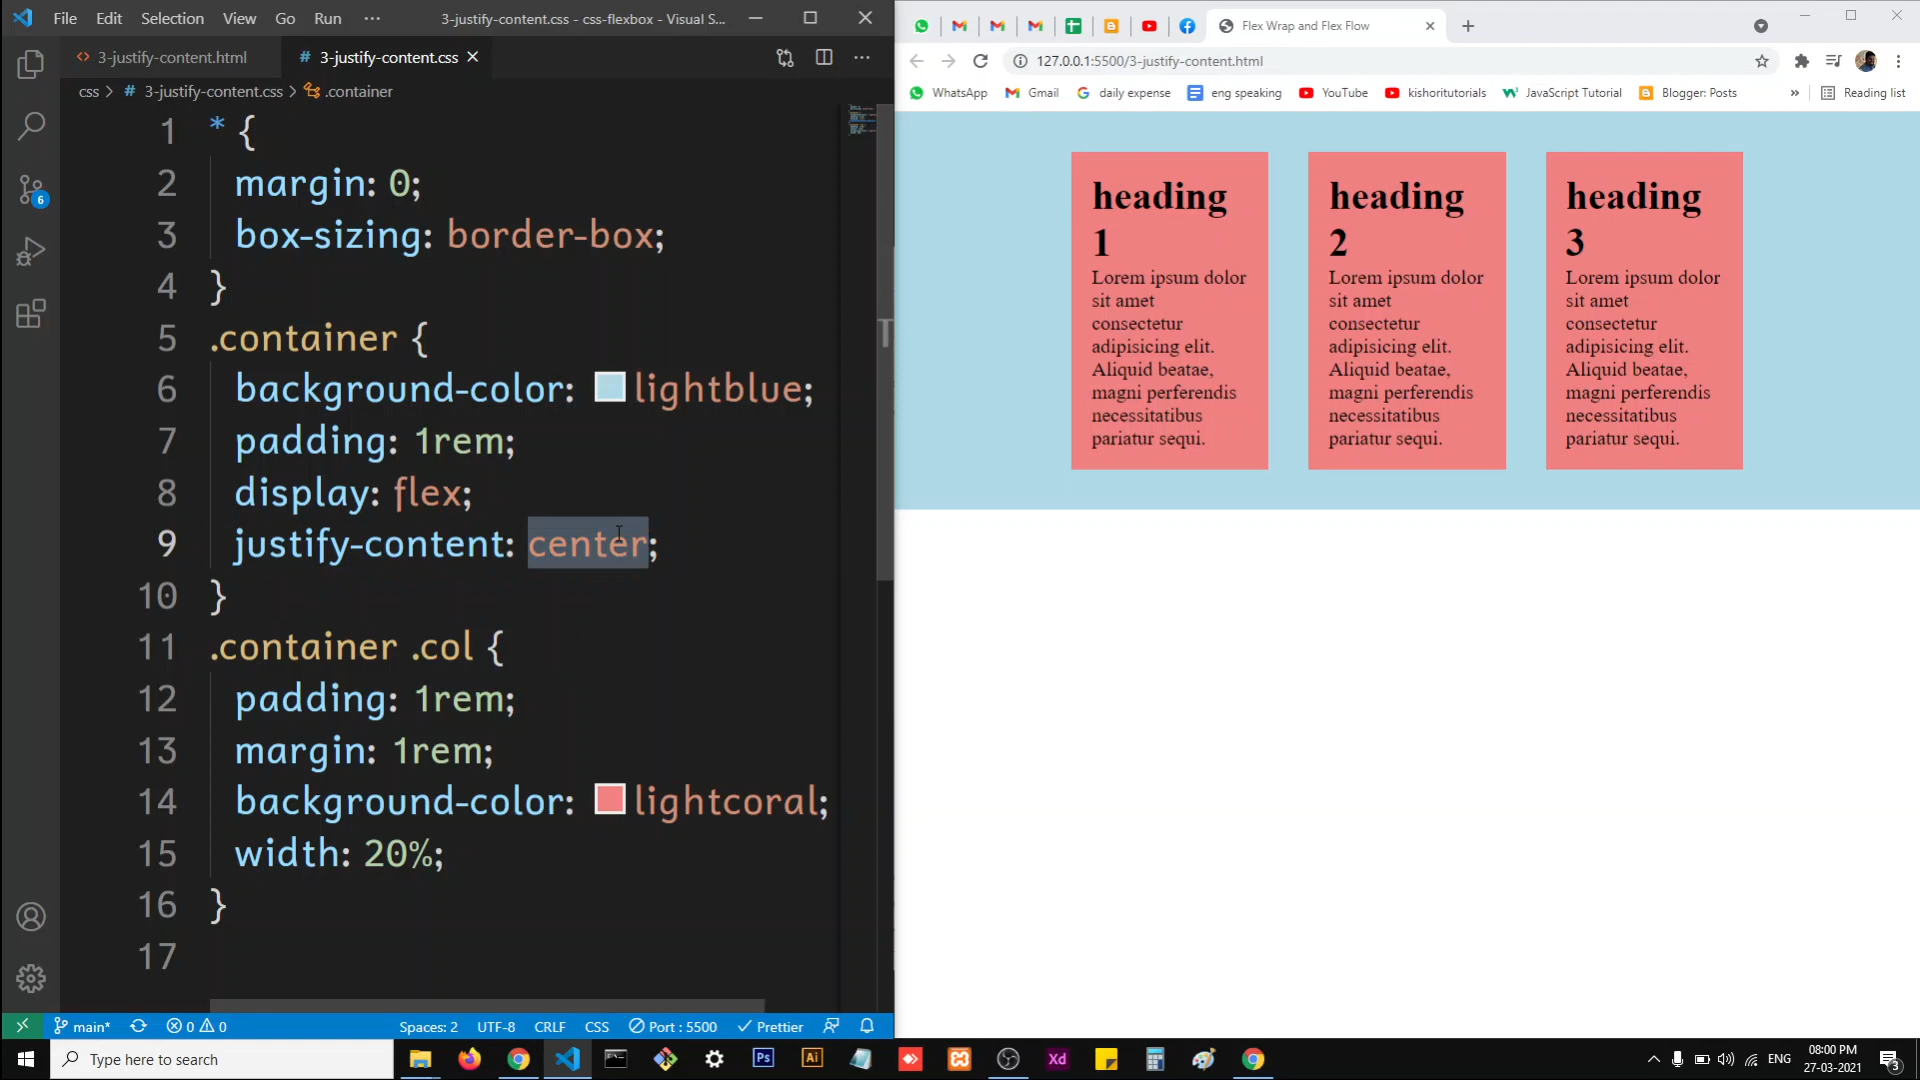 File Edit Selection View Go Run ··· 3-justify-content.css - css-flexbox - Visual S...
3-justify-content.html # 3-justify-content.css
css > # 3-justify-content.css > .container
1 * {
2 margin: 0;
3 box-sizing: border-box;
4 }
5 .container {
6 background-color: lightblue;
7 padding: 1rem;
8 display: flex;
9 justify-content: center;
10 }
11 .container .col {
12 padding: 1rem;
13 margin: 1rem;
14 background-color: lightcoral;
15 width: 20%;
16 }
17
6
main* 0 0 Spaces: 2 UTF-8 CRLF CSS Port : 5500 Prettier
Flex Wrap and Flex Flow
127.0.0.1:5500/3-justify-content.html
WhatsApp Gmail daily expense eng speaking YouTube kishoritutorials JavaScript Tutorial Blogger: Posts » Reading list
heading
1
Lorem ipsum dolor
sit amet
consectetur
adipisicing elit.
Aliquid beatae,
magni perferendis
necessitatibus
pariatur sequi.
heading
2
Lorem ipsum dolor
sit amet
consectetur
adipisicing elit.
Aliquid beatae,
magni perferendis
necessitatibus
pariatur sequi.
heading
3
Lorem ipsum dolor
sit amet
consectetur
adipisicing elit.
Aliquid beatae,
magni perferendis
necessitatibus
pariatur sequi.
Type here to search Ps Ai Xd ENG 08:00 PM
27-03-2021 3